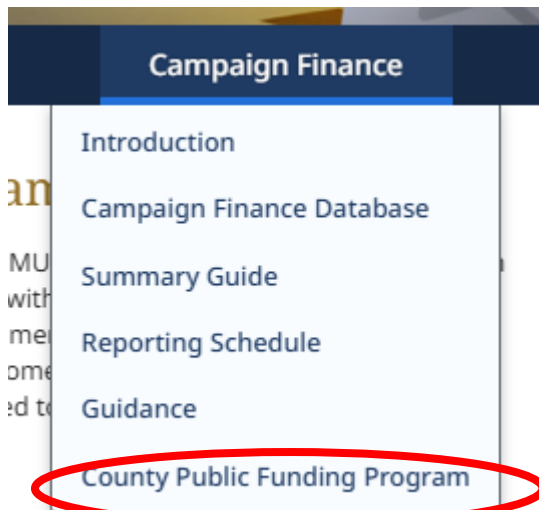 Campaign Finance
Introduction
Campaign Finance Database
Summary Guide
Reporting Schedule
Guidance
County Public Funding Program